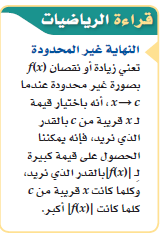 قراءة الرياضيات
النهاية غير المحدودة
تعني زيادة أو نقصان f(x)
بصورة غير محدودة عندما
x → c ، أنه باختيار قيمة
لـ x قريبة من c بالقدر
الذي نريد، فإنه يمكننا
الحصول على قيمة كبيرة
لِـ |f(x)| بالقدر الذي نريد،
وكلما كانت x قريبة من c
كلما كانت |f(x)| أكبر.